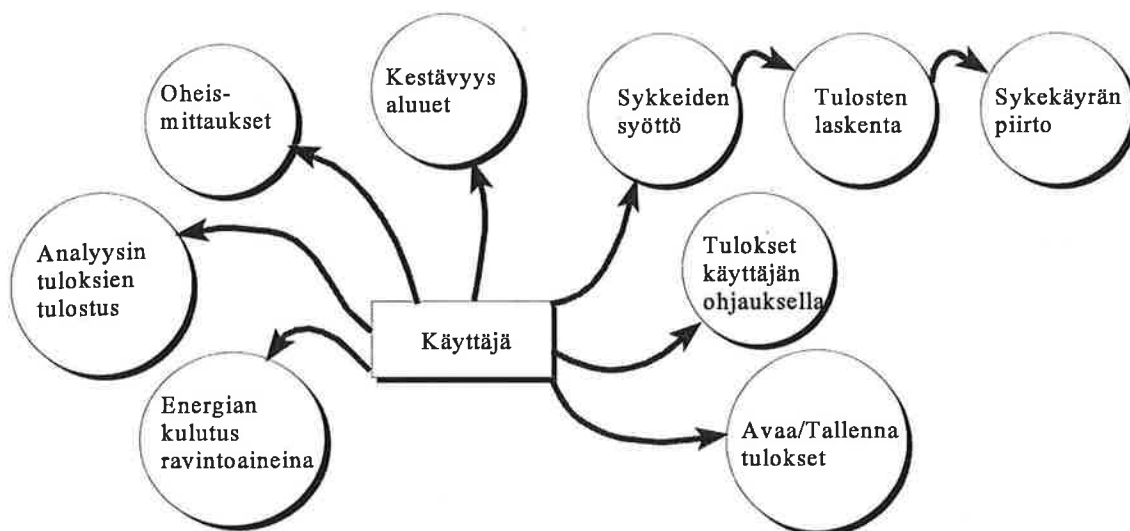 Oheis-
mittaukset
Kestävyys
aluuet
Sykkeiden
syöttö
Tulosten
laskenta
Sykekäyrän
piirto
Analyysin
tuloksien
tulostus
Tulokset
käyttäjän
ohjauksella
Käyttäjä
Energian
kulutus
ravintoaineina
Avaa/Tallenna
tulokset